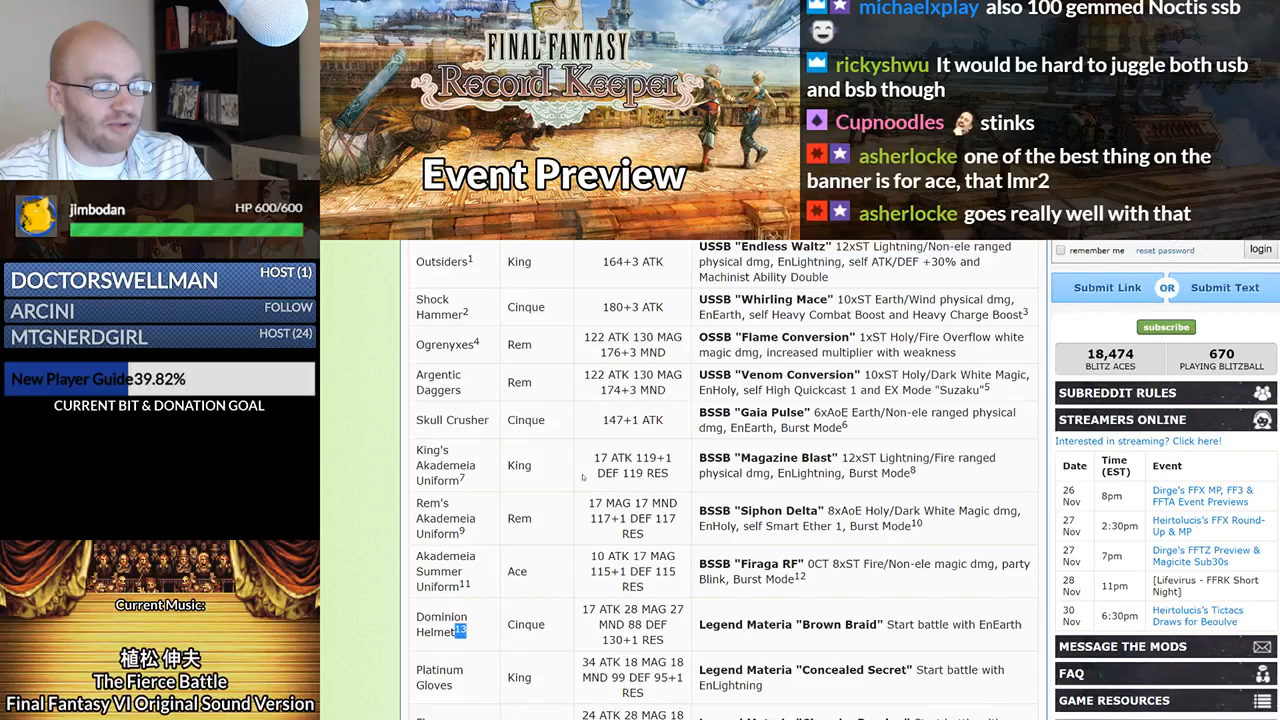 FINAL FANTASY
Record Keeper
Event Preview
michaelxplay also 100 gemmed Noctis ssb
rickyshwu It would be hard to juggle both usb
and bsb though
Cupnoodles stinks
asherlocke one of the best thing on the
banner is for ace, that lmr2
asherlocke goes really well with that
jimbodan HP 600/600
DOCTORSWELLMAN HOST (1)
ARCINI FOLLOW
MTGNERDGIRL HOST (24)
New Player Guide39.82%
CURRENT BIT & DONATION GOAL
Current Music:
植松 伸夫
The Fierce Battle
Final Fantasy VI Original Sound Version
Outsiders1 King 164+3 ATK USSB "Endless Waltz" 12xST Lightning/Non-ele ranged
physical dmg, EnLightning, self ATK/DEF +30% and
Machinist Ability Double
Shock
Hammer2 Cinque 180+3 ATK USSB "Whirling Mace" 10xST Earth/Wind physical dmg,
EnEarth, self Heavy Combat Boost and Heavy Charge Boost3
Ogrenyxes4 Rem 122 ATK 130 MAG
176+3 MND OSSB "Flame Conversion" 1xST Holy/Fire Overflow white
magic dmg, increased multiplier with weakness
Argentic
Daggers Rem 122 ATK 130 MAG
174+3 MND USSB "Venom Conversion" 10xST Holy/Dark White Magic,
EnHoly, self High Quickcast 1 and EX Mode "Suzaku"5
Skull Crusher Cinque 147+1 ATK BSSB "Gaia Pulse" 6xAoE Earth/Non-ele ranged physical
dmg, EnEarth, Burst Mode6
King's
Akademeia
Uniform7 King 17 ATK 119+1
DEF 119 RES BSSB "Magazine Blast" 12xST Lightning/Fire ranged
physical dmg, EnLightning, Burst Mode8
Rem's
Akademeia
Uniform9 Rem 17 MAG 17 MND
117+1 DEF 117
RES BSSB "Siphon Delta" 8xAoE Holy/Dark White Magic dmg,
EnHoly, self Smart Ether 1, Burst Mode10
Akademeia
Summer
Uniform11 Ace 10 ATK 17 MAG
115+1 DEF 115
RES BSSB "Firaga RF" 0CT 8xST Fire/Non-ele magic dmg, party
Blink, Burst Mode12
Dominion
Helmet13 Cinque 17 ATK 28 MAG 27
MND 88 DEF
130+1 RES Legend Materia "Brown Braid" Start battle with EnEarth
Platinum
Gloves King 34 ATK 18 MAG 18
MND 99 DEF 95+1
RES Legend Materia "Concealed Secret" Start battle with
EnLightning
24 ATK 28 MAG 18
remember me reset password login
Submit Link OR Submit Text
subscribe
18,474 670
BLITZ ACES PLAYING BLITZBALL
SUBREDDIT RULES
STREAMERS ONLINE
Interested in streaming? Click here!
Date Time
(EST) Event
26
Nov 8pm Dirge's FFX MP, FF3 &
FFTA Event Previews
27
Nov 2:30pm Heirtolucis's FFX Round-
Up & MP
27
Nov 7pm Dirge's FFTZ Preview &
Magicite Sub30s
28
Nov 11pm [Lifevirus - FFRK Short
Night]
30
Nov 6:30pm Heirtolucis's Tictacs
Draws for Beoulve
MESSAGE THE MODS
FAQ
GAME RESOURCES